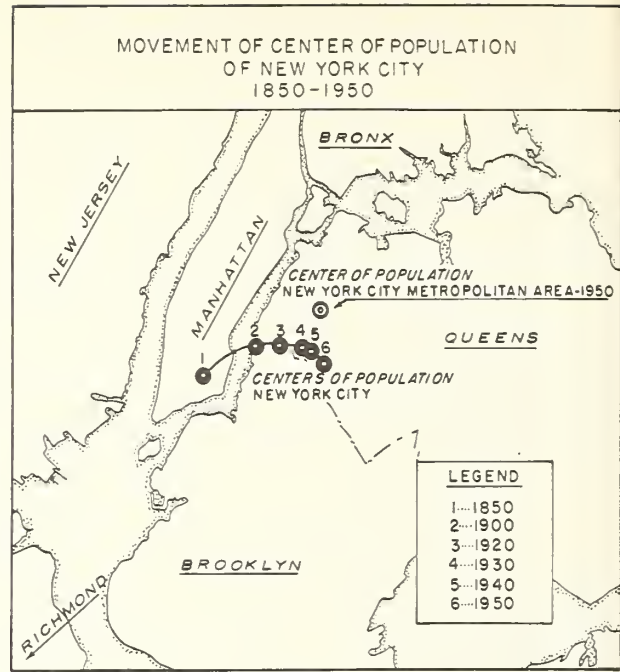 MOVEMENT OF CENTER OF POPULATION
OF NEW YORK CITY
1850-1950
BRONX
NEW JERSEY
MANHATTAN
CENTER OF POPULATION
NEW YORK CITY METROPOLITAN AREA-1950
QUEENS
1
2
3
4
5
6
CENTERS OF POPULATION
NEW YORK CITY
LEGEND
1....1850
2....1900
3....1920
4....1930
5....1940
6....1950
BROOKLYN
RICHMOND